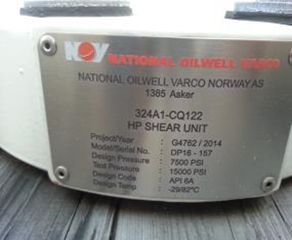 NOV NATIONAL OILWELL VARCO
NATIONAL OILWELL VARCO NORWAY AS
1385 Asker
324A1-CQ122
HP SHEAR UNIT
Project/Year : G4762 / 2014
Model/Serial No. : DP16 - 157
Design Pressure : 7500 PSI
Test Pressure : 15000 PSI
Design Code : API 6A
Design Temp : -29/82°C